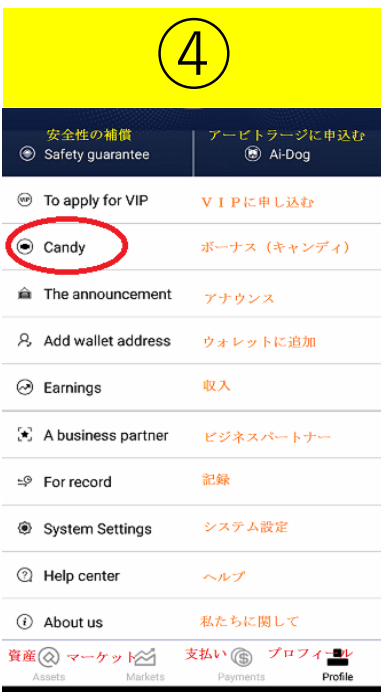 ④
安全性の補償 アービトラージに申込む
Safety guarantee Ai-Dog
VIP To apply for VIP ＶＩＰに申し込む
Candy ボーナス（キャンディ）
The announcement アナウンス
Add wallet address ウォレットに追加
Earnings 収入
A business partner ビジネスパートナー
For record 記録
System Settings システム設定
Help center ヘルプ
About us 私たちに関して
資産 マーケット 支払い プロフィール
Assets Markets Payments Profile